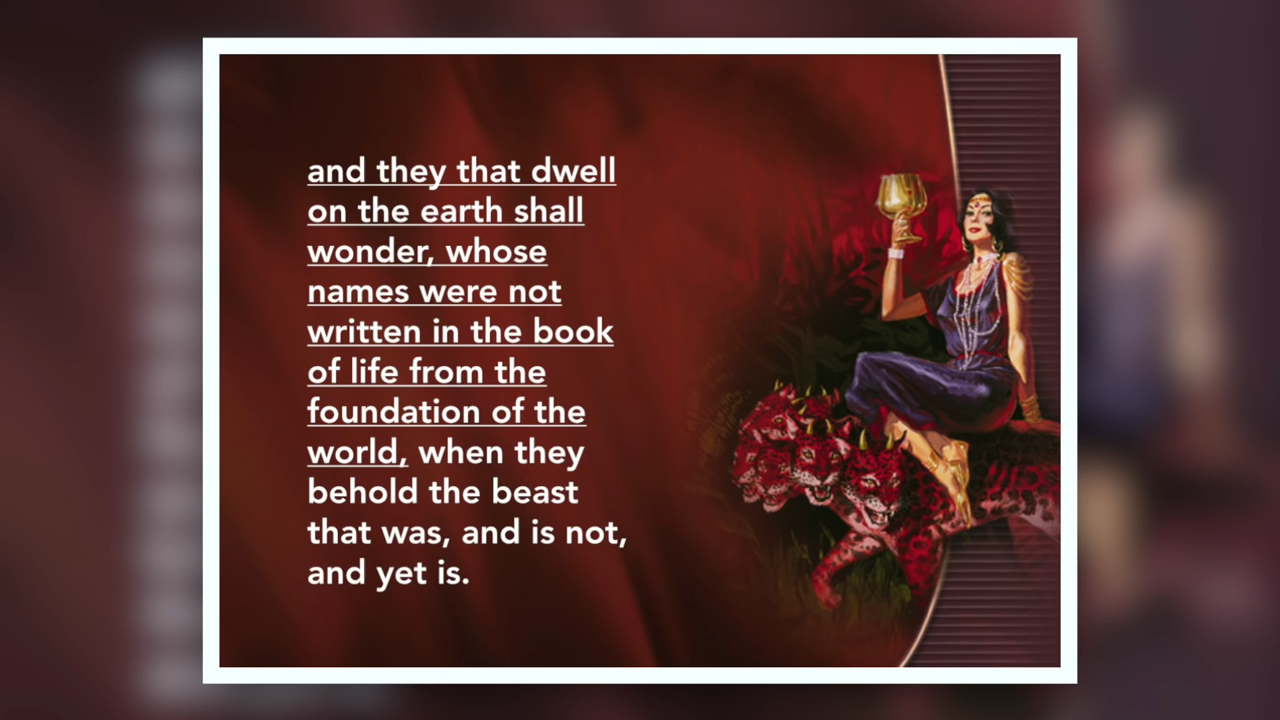 and they that dwell
on the earth shall
wonder, whose
names were not
written in the book
of life from the
foundation of the
world, when they
behold the beast
that was, and is not,
and yet is.